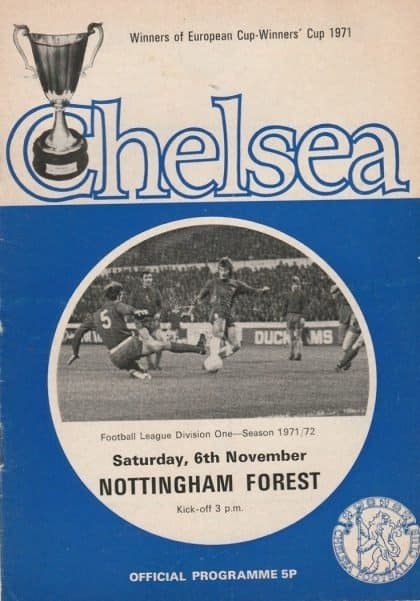 Winners of European Cup-Winners' Cup 1971
Chelsea
5
DUCKHAMS
Football League Division One—Season 1971/72
Saturday, 6th November
NOTTINGHAM FOREST
Kick-off 3 p.m.
OFFICIAL PROGRAMME 5P